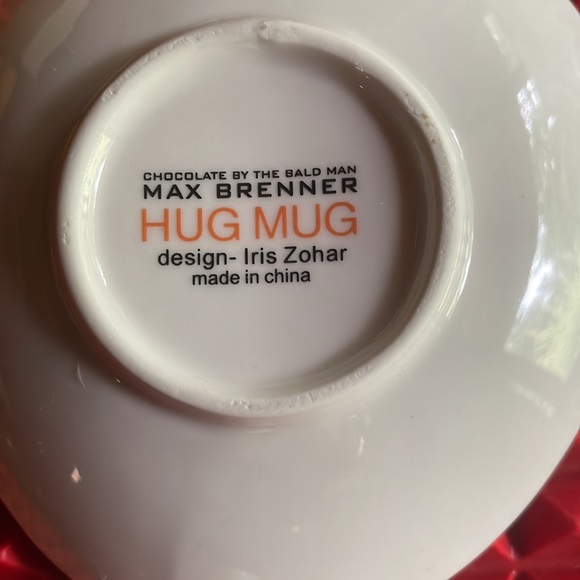 CHOCOLATE BY THE BALD MAN
MAX BRENNER
HUG MUG
design- Iris Zohar
made in china